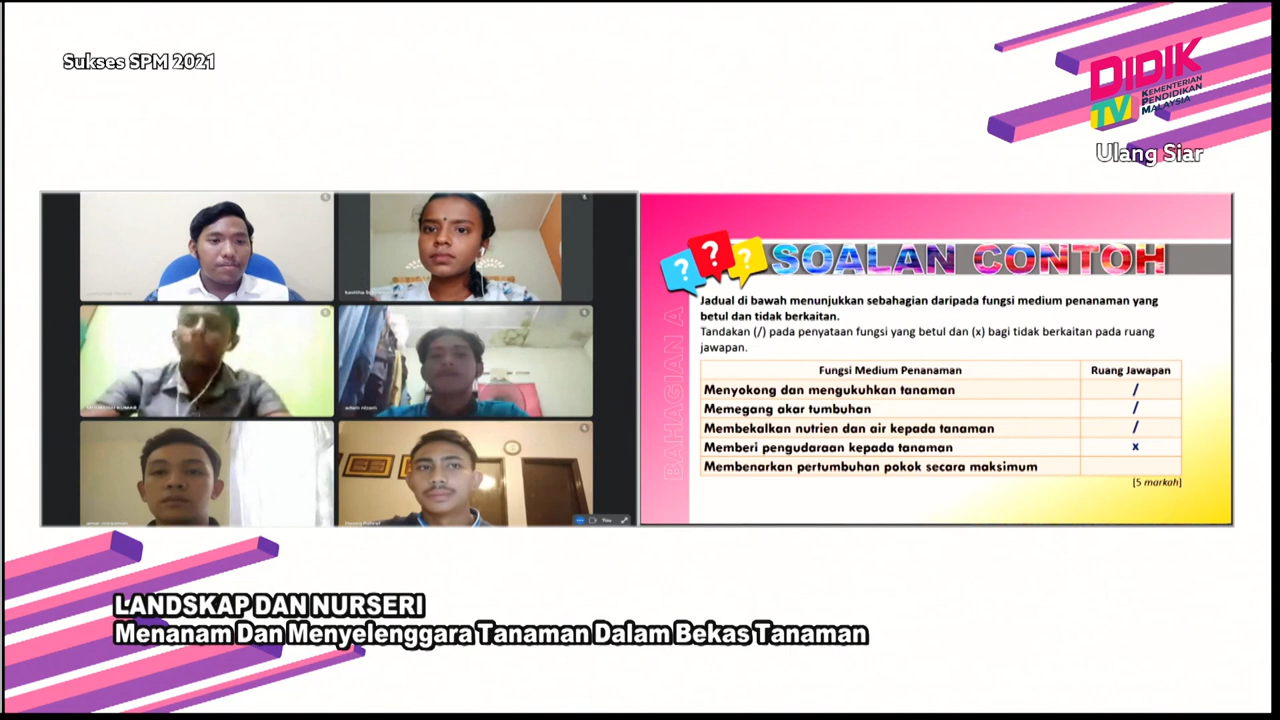 Sukses SPM 2021
DIDIK
TV
KEMENTERIAN
PENDIDIKAN
MALAYSIA
Ulang Siar
? ? ?
SOALAN CONTOH
BAHAGIAN A
Jadual di bawah menunjukkan sebahagian daripada fungsi medium penanaman yang
betul dan tidak berkaitan.
Tandakan (/) pada penyataan fungsi yang betul dan (x) bagi tidak berkaitan pada ruang
jawapan.
Fungsi Medium Penanaman Ruang Jawapan
Menyokong dan mengukuhkan tanaman /
Memegang akar tumbuhan /
Membekalkan nutrien dan air kepada tanaman /
Memberi pengudaraan kepada tanaman x
Membenarkan pertumbuhan pokok secara maksimum
[5 markah]
adam nizam
You
LANDSKAP DAN NURSERI
Menanam Dan Menyelenggara Tanaman Dalam Bekas Tanaman